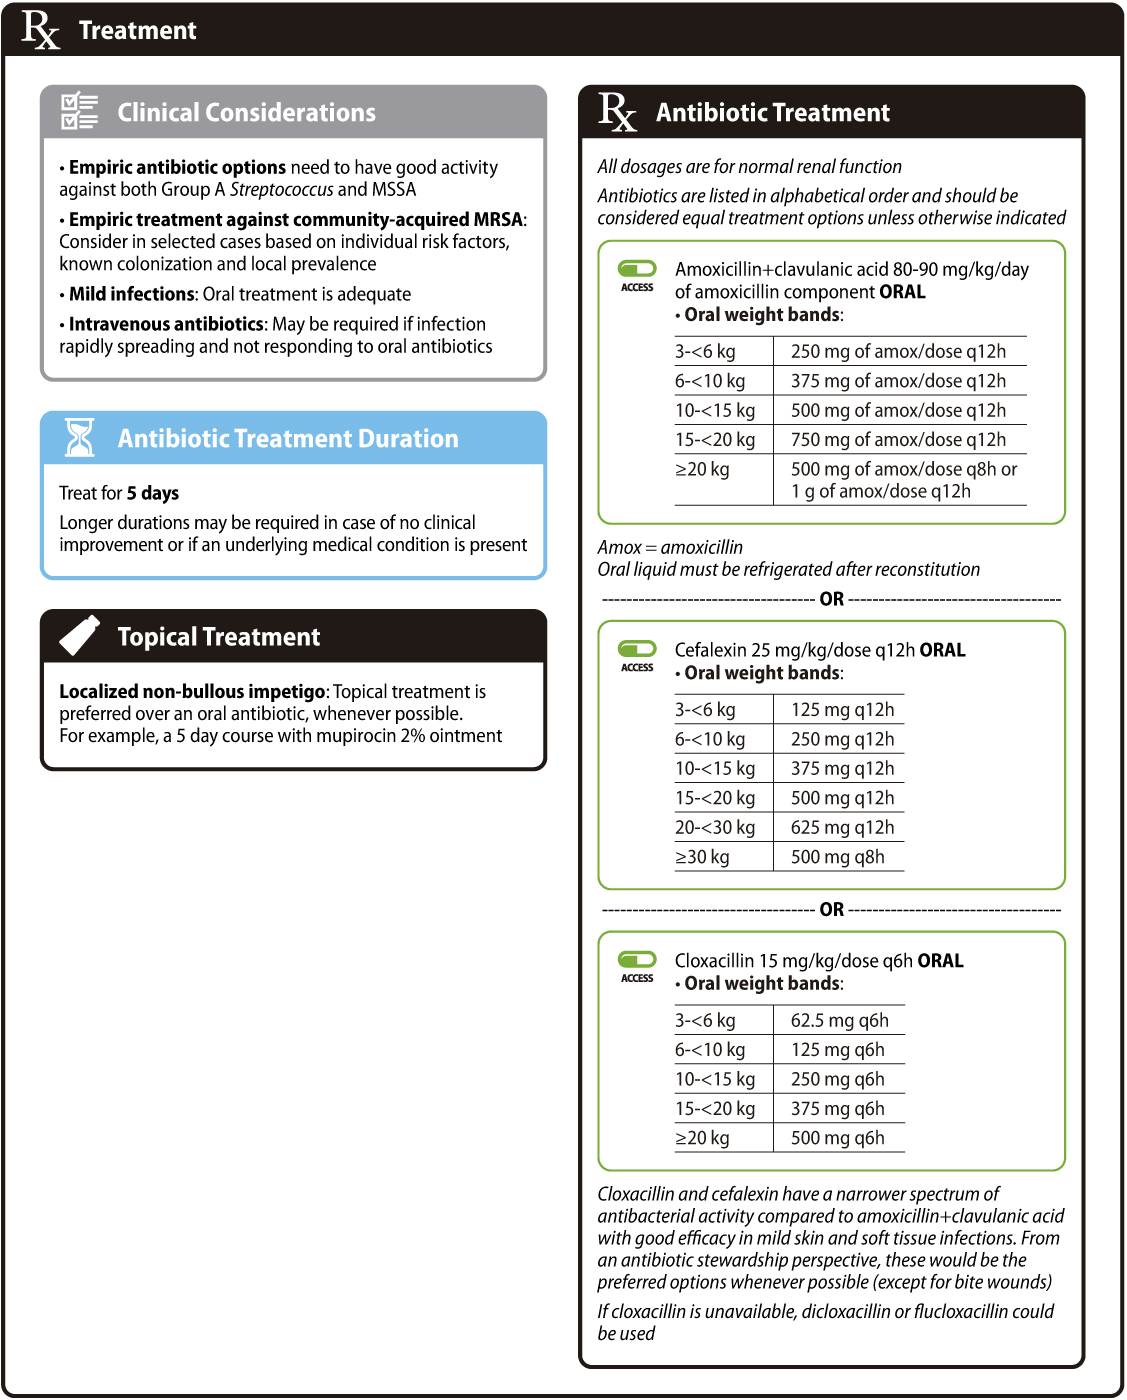 Rx Treatment
Clinical Considerations
• Empiric antibiotic options need to have good activity
against both Group A Streptococcus and MSSA
• Empiric treatment against community-acquired MRSA:
Consider in selected cases based on individual risk factors,
known colonization and local prevalence
• Mild infections: Oral treatment is adequate
• Intravenous antibiotics: May be required if infection
rapidly spreading and not responding to oral antibiotics
Antibiotic Treatment Duration
Treat for 5 days
Longer durations may be required in case of no clinical
improvement or if an underlying medical condition is present
Topical Treatment
Localized non-bullous impetigo: Topical treatment is
preferred over an oral antibiotic, whenever possible.
For example, a 5 day course with mupirocin 2% ointment
Rx Antibiotic Treatment
All dosages are for normal renal function
Antibiotics are listed in alphabetical order and should be
considered equal treatment options unless otherwise indicated
ACCESS
Amoxicillin+clavulanic acid 80-90 mg/kg/day
of amoxicillin component ORAL
• Oral weight bands:
3-<6 kg 250 mg of amox/dose q12h
6-<10 kg 375 mg of amox/dose q12h
10-<15 kg 500 mg of amox/dose q12h
15-<20 kg 750 mg of amox/dose q12h
≥20 kg 500 mg of amox/dose q8h or
1 g of amox/dose q12h
Amox = amoxicillin
Oral liquid must be refrigerated after reconstitution
OR
ACCESS
Cefalexin 25 mg/kg/dose q12h ORAL
• Oral weight bands:
3-<6 kg 125 mg q12h
6-<10 kg 250 mg q12h
10-<15 kg 375 mg q12h
15-<20 kg 500 mg q12h
20-<30 kg 625 mg q12h
≥30 kg 500 mg q8h
OR
ACCESS
Cloxacillin 15 mg/kg/dose q6h ORAL
• Oral weight bands:
3-<6 kg 62.5 mg q6h
6-<10 kg 125 mg q6h
10-<15 kg 250 mg q6h
15-<20 kg 375 mg q6h
≥20 kg 500 mg q6h
Cloxacillin and cefalexin have a narrower spectrum of
antibacterial activity compared to amoxicillin+clavulanic acid
with good efficacy in mild skin and soft tissue infections. From
an antibiotic stewardship perspective, these would be the
preferred options whenever possible (except for bite wounds)
If cloxacillin is unavailable, dicloxacillin or flucloxacillin could
be used